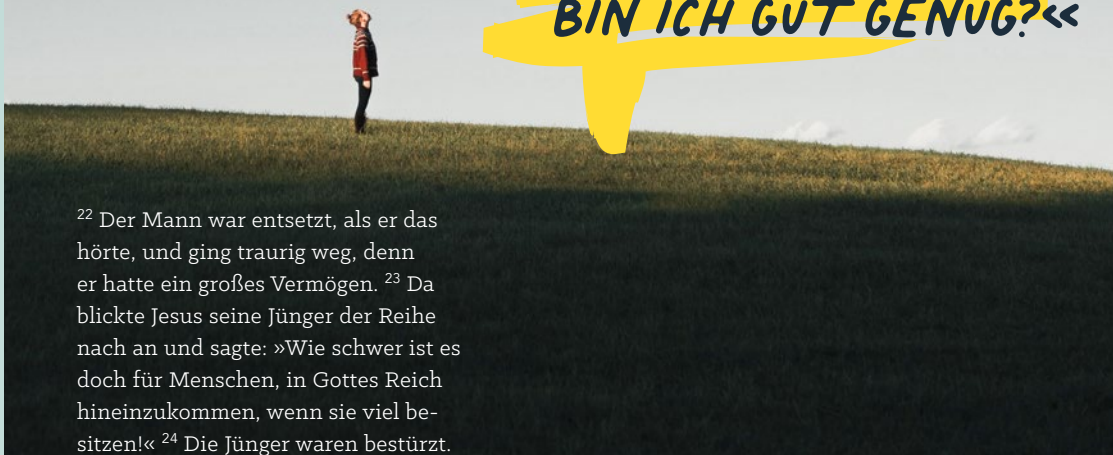 BIN ICH GUT GENUG?«
22 Der Mann war entsetzt, als er das
hörte, und ging traurig weg, denn
er hatte ein großes Vermögen. 23 Da
blickte Jesus seine Jünger der Reihe
nach an und sagte: »Wie schwer ist es
doch für Menschen, in Gottes Reich
hineinzukommen, wenn sie viel be-
sitzen!« 24 Die Jünger waren bestürzt.